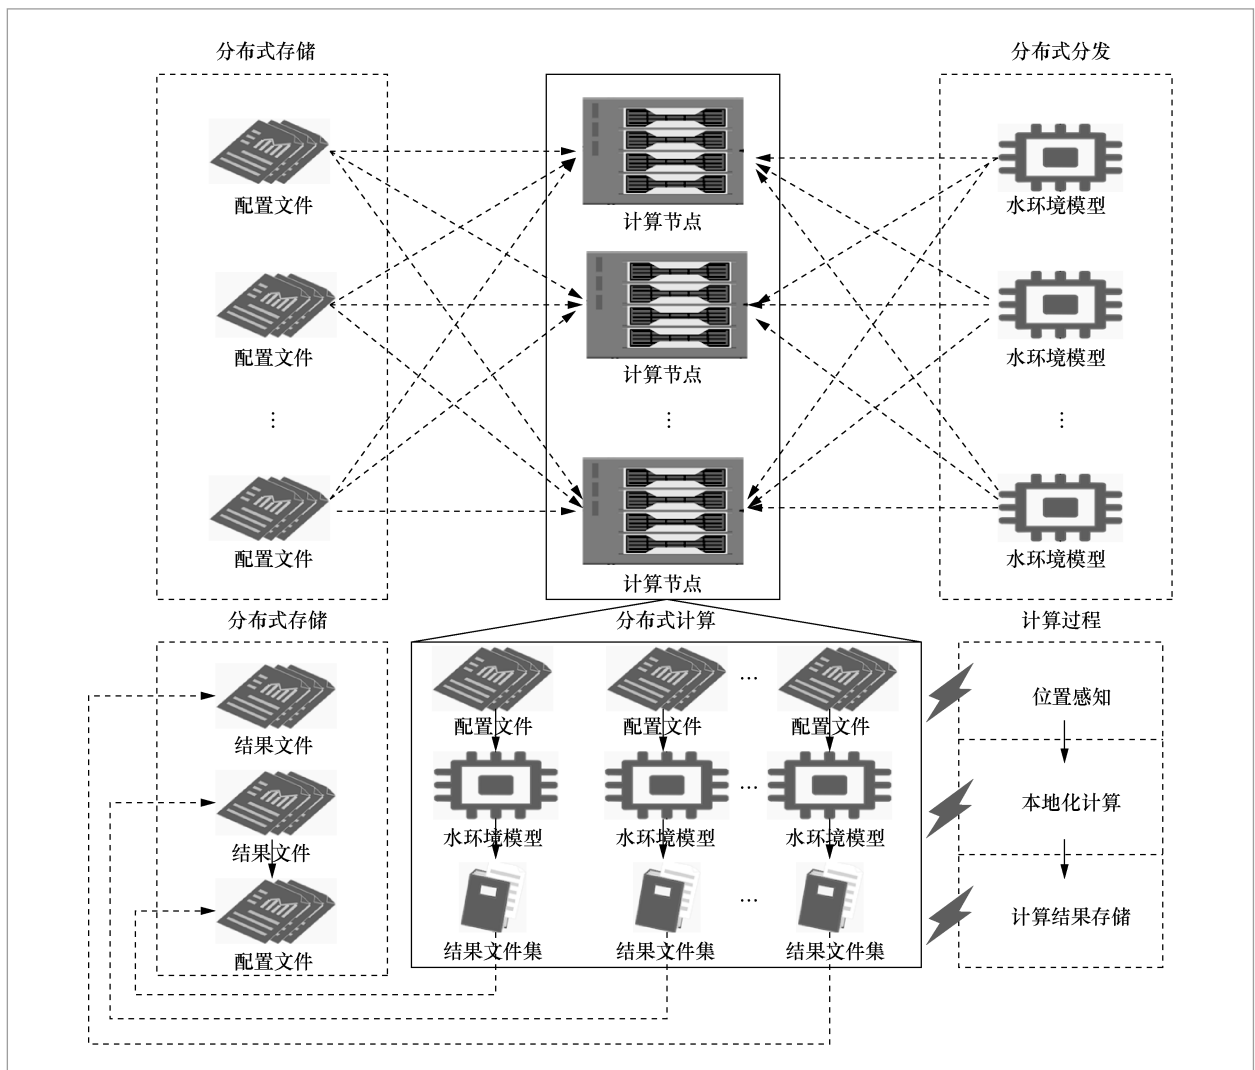 分布式存储
分布式分发
配置文件
计算节点
水环境模型
配置文件
计算节点
水环境模型
⋮
⋮
⋮
配置文件
计算节点
水环境模型
分布式存储
分布式计算
计算过程
结果文件
结果文件
配置文件
配置文件
配置文件
…
配置文件
水环境模型
水环境模型
…
水环境模型
结果文件集
结果文件集
…
结果文件集
位置感知
本地化计算
计算结果存储